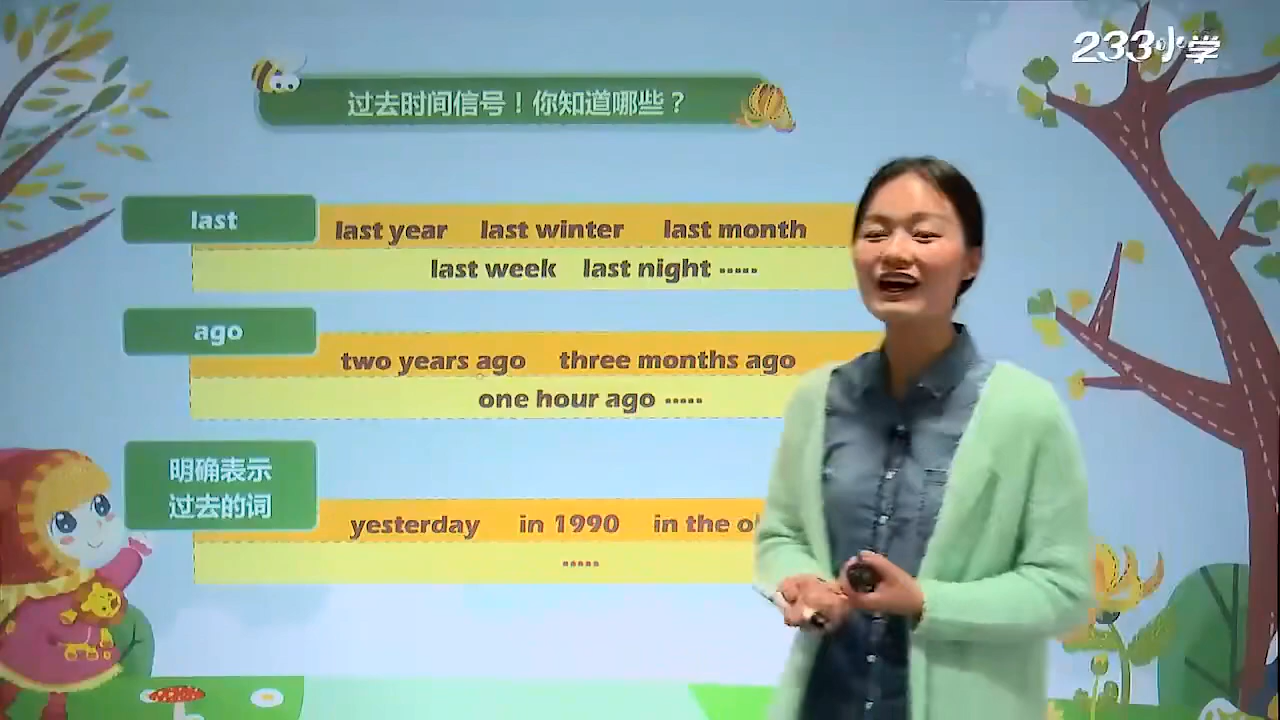 233小学
过去时间信号！你知道哪些？
last
last year last winter last month
last week last night ·····
ago
two years ago three months ago
one hour ago ·····
明确表示
过去的词
yesterday in 1990 in the
·····